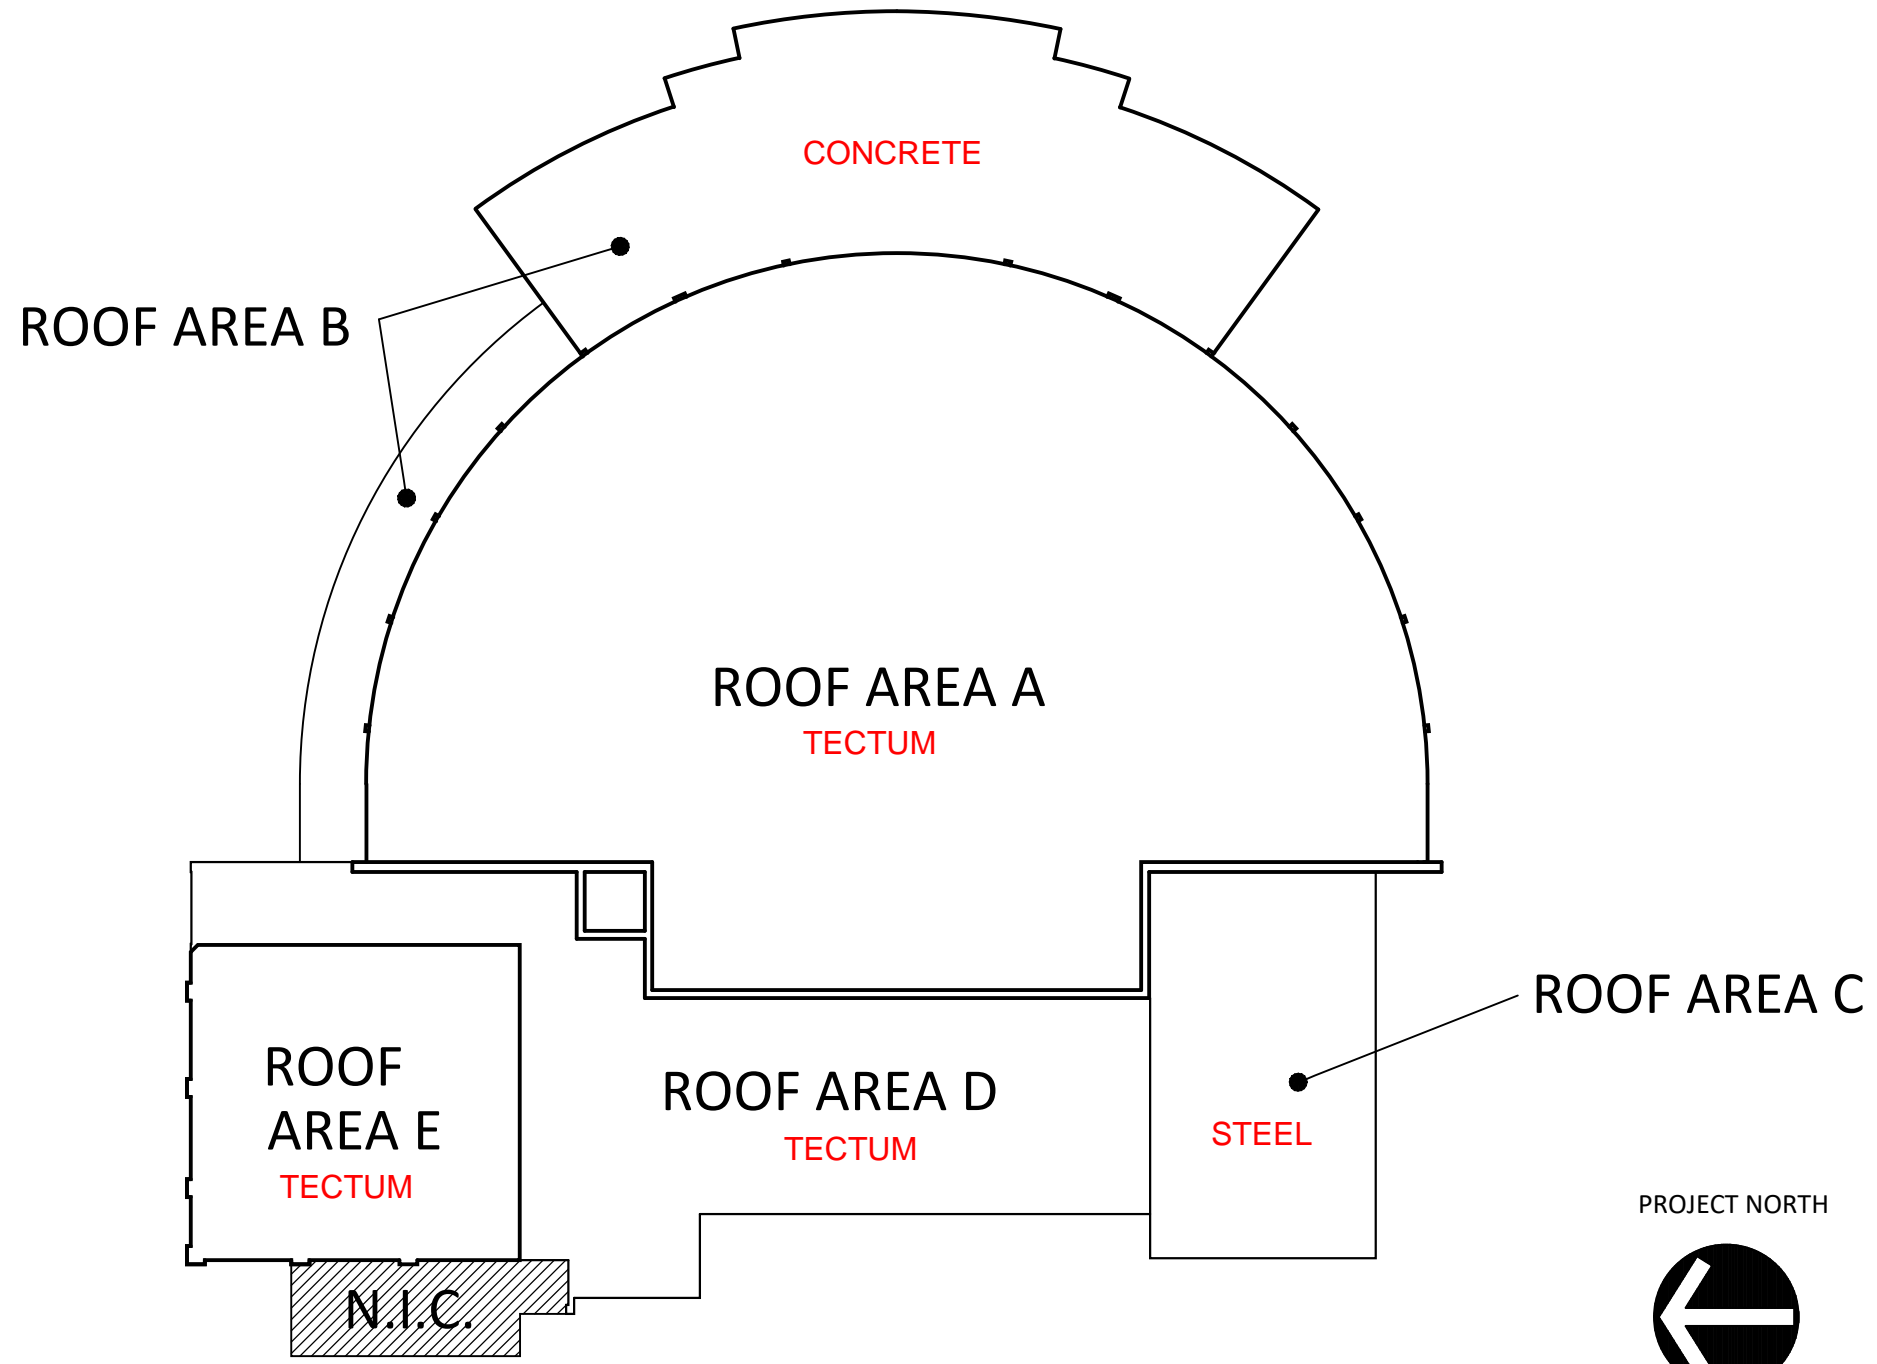 CONCRETE
ROOF AREA B
ROOF AREA A
TECTUM
ROOF AREA C
ROOF
AREA E
TECTUM
ROOF AREA D
TECTUM
STEEL
PROJECT NORTH
N.I.C.